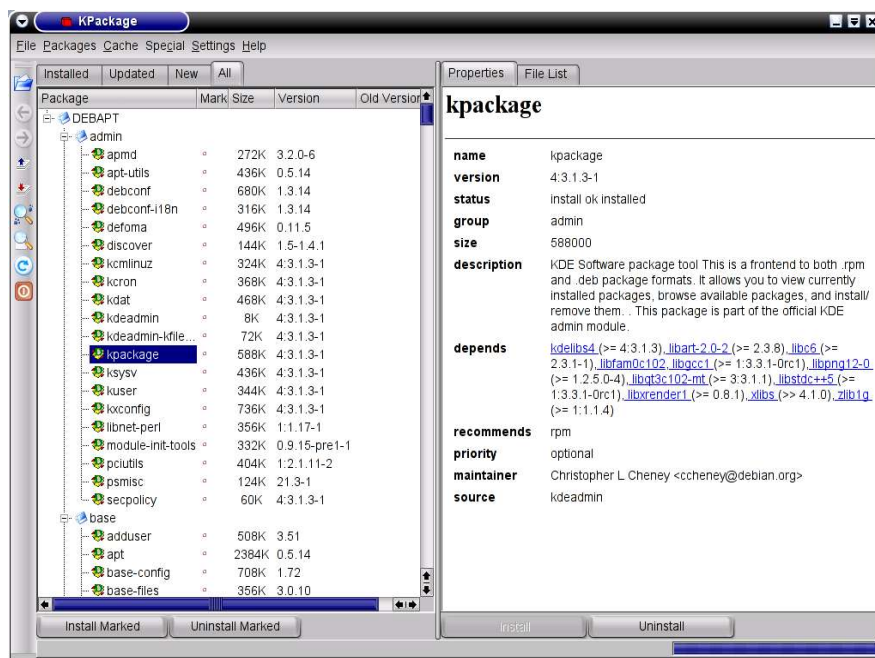 KPackage
File Packages Cache Special Settings Help
Installed Updated New All
Package Mark Size Version Old Version
DEBAPT
admin
apmd 272K 3.2.0-6
apt-utils 436K 0.5.14
debconf 680K 1.3.14
debconf-i18n 316K 1.3.14
defoma 496K 0.11.5
discover 144K 1.5-1.4.1
kcmlinuz 324K 4:3.1.3-1
kcron 368K 4:3.1.3-1
kdat 468K 4:3.1.3-1
kdeadmin 8K 4:3.1.3-1
kdeadmin-kfile... 72K 4:3.1.3-1
kpackage 588K 4:3.1.3-1
ksysv 436K 4:3.1.3-1
kuser 344K 4:3.1.3-1
kxconfig 736K 4:3.1.3-1
libnet-perl 356K 1:1.17-1
module-init-tools 332K 0.9.15-pre1-1
pciutils 404K 1:2.1.11-2
psmisc 124K 21.3-1
secpolicy 60K 4:3.1.3-1
base
adduser 508K 3.51
apt 2384K 0.5.14
base-config 708K 1.72
base-files 356K 3.0.10
Install Marked Uninstall Marked
Properties File List
kpackage
name kpackage
version 4:3.1.3-1
status install ok installed
group admin
size 588000
description KDE Software package tool This is a frontend to both .rpm
and .deb package formats. It allows you to view currently
installed packages, browse available packages, and install/
remove them. . This package is part of the official KDE
admin module.
depends kdelibs4 (>= 4:3.1.3), libart-2.0-2 (>= 2.3.8), libc6 (>=
2.3.1-1), libfam0c102, libgcc1 (>= 1:3.3.1-0rc1), libpng12-0
(>= 1.2.5.0-4), libqt3c102-mt (>= 3:3.1.1), libstdc++5 (>=
1:3.3.1-0rc1), libxrender1 (>= 0.8.1), xlibs (>> 4.1.0), zlib1g
(>= 1:1.1.4)
recommends rpm
priority optional
maintainer Christopher L Cheney <ccheney@debian.org>
source kdeadmin
Install Uninstall